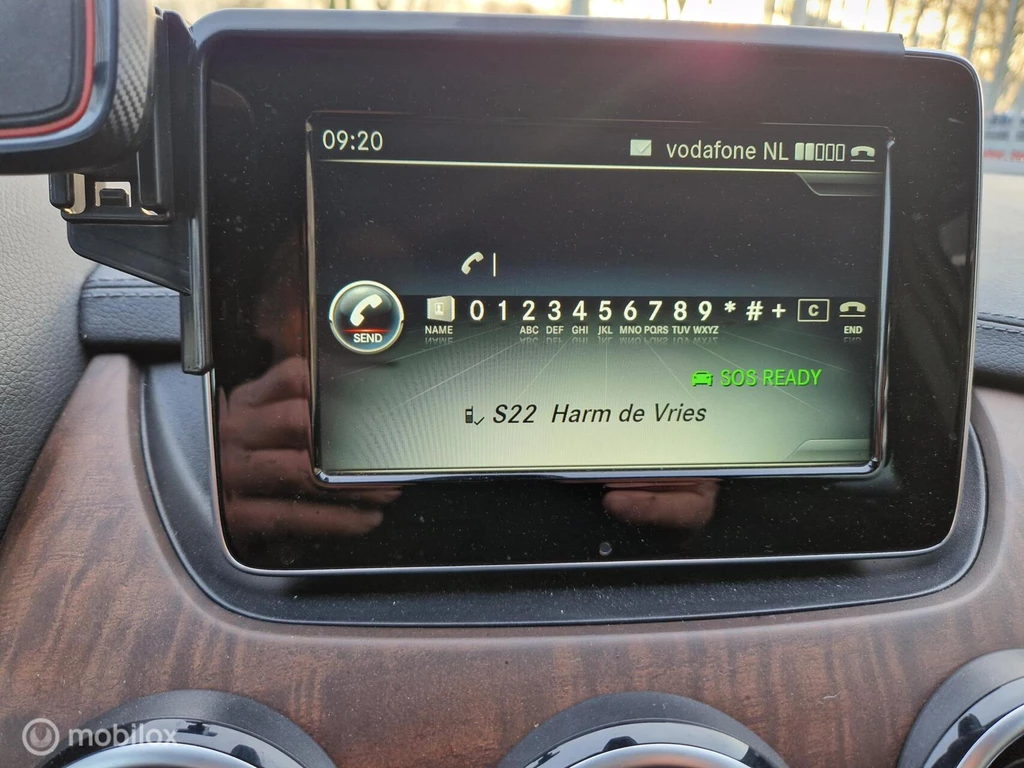 09:20 vodafone NL
SEND NAME 0 1 2 3 4 5 6 7 8 9 * # + C END
ABC DEF GHI JKL MNO PQRS TUV WXYZ
SOS READY
S22 Harm de Vries
mobilox